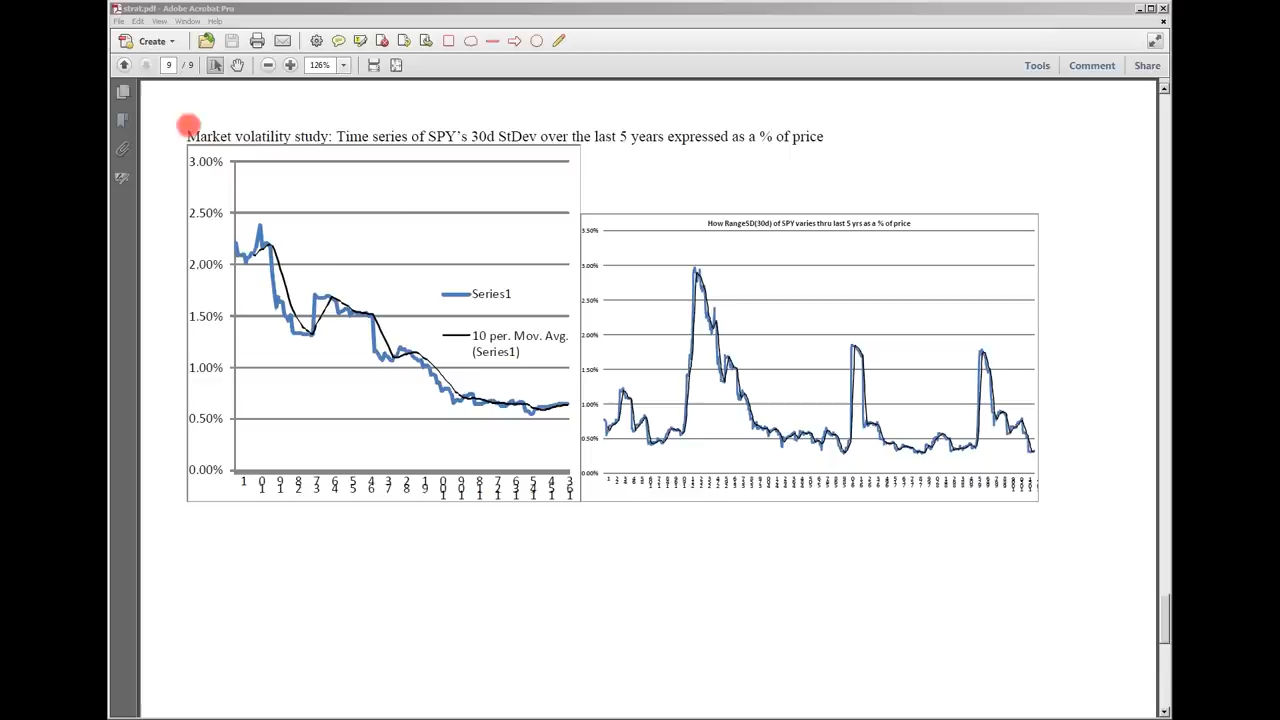 strat.pdf - Adobe Acrobat Pro
File Edit View Window Help
Create
9 / 9 126% Tools Comment Share
Market volatility study: Time series of SPY's 30d StDev over the last 5 years expressed as a % of price
3.00%
2.50%
2.00%
1.50%
1.00%
0.50%
0.00%
Series1
10 per. Mov. Avg.
(Series1)
How RangeSD(30d) of SPY varies thru last 5 yrs as a % of price
3.50%
3.00%
2.50%
2.00%
1.50%
1.00%
0.50%
0.00%